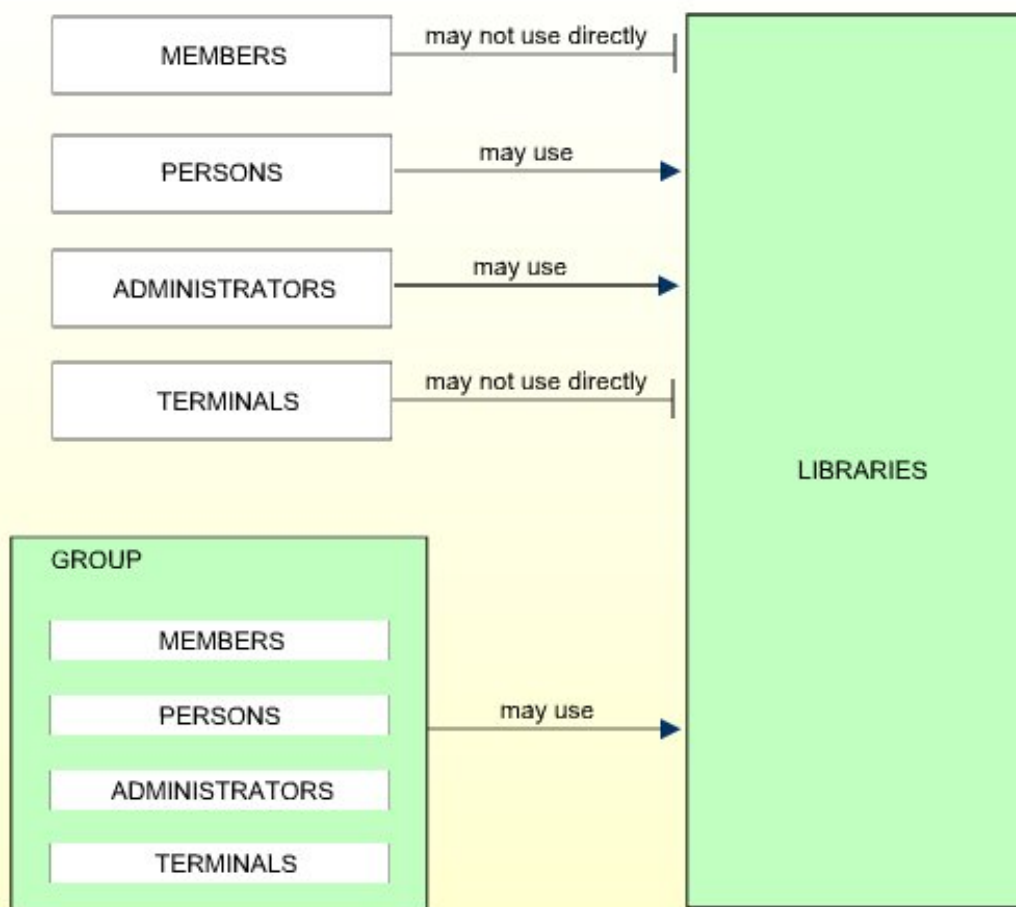 MEMBERS
may not use directly
PERSONS
may use
ADMINISTRATORS
may use
TERMINALS
may not use directly
LIBRARIES
GROUP
MEMBERS
PERSONS
ADMINISTRATORS
TERMINALS
may use